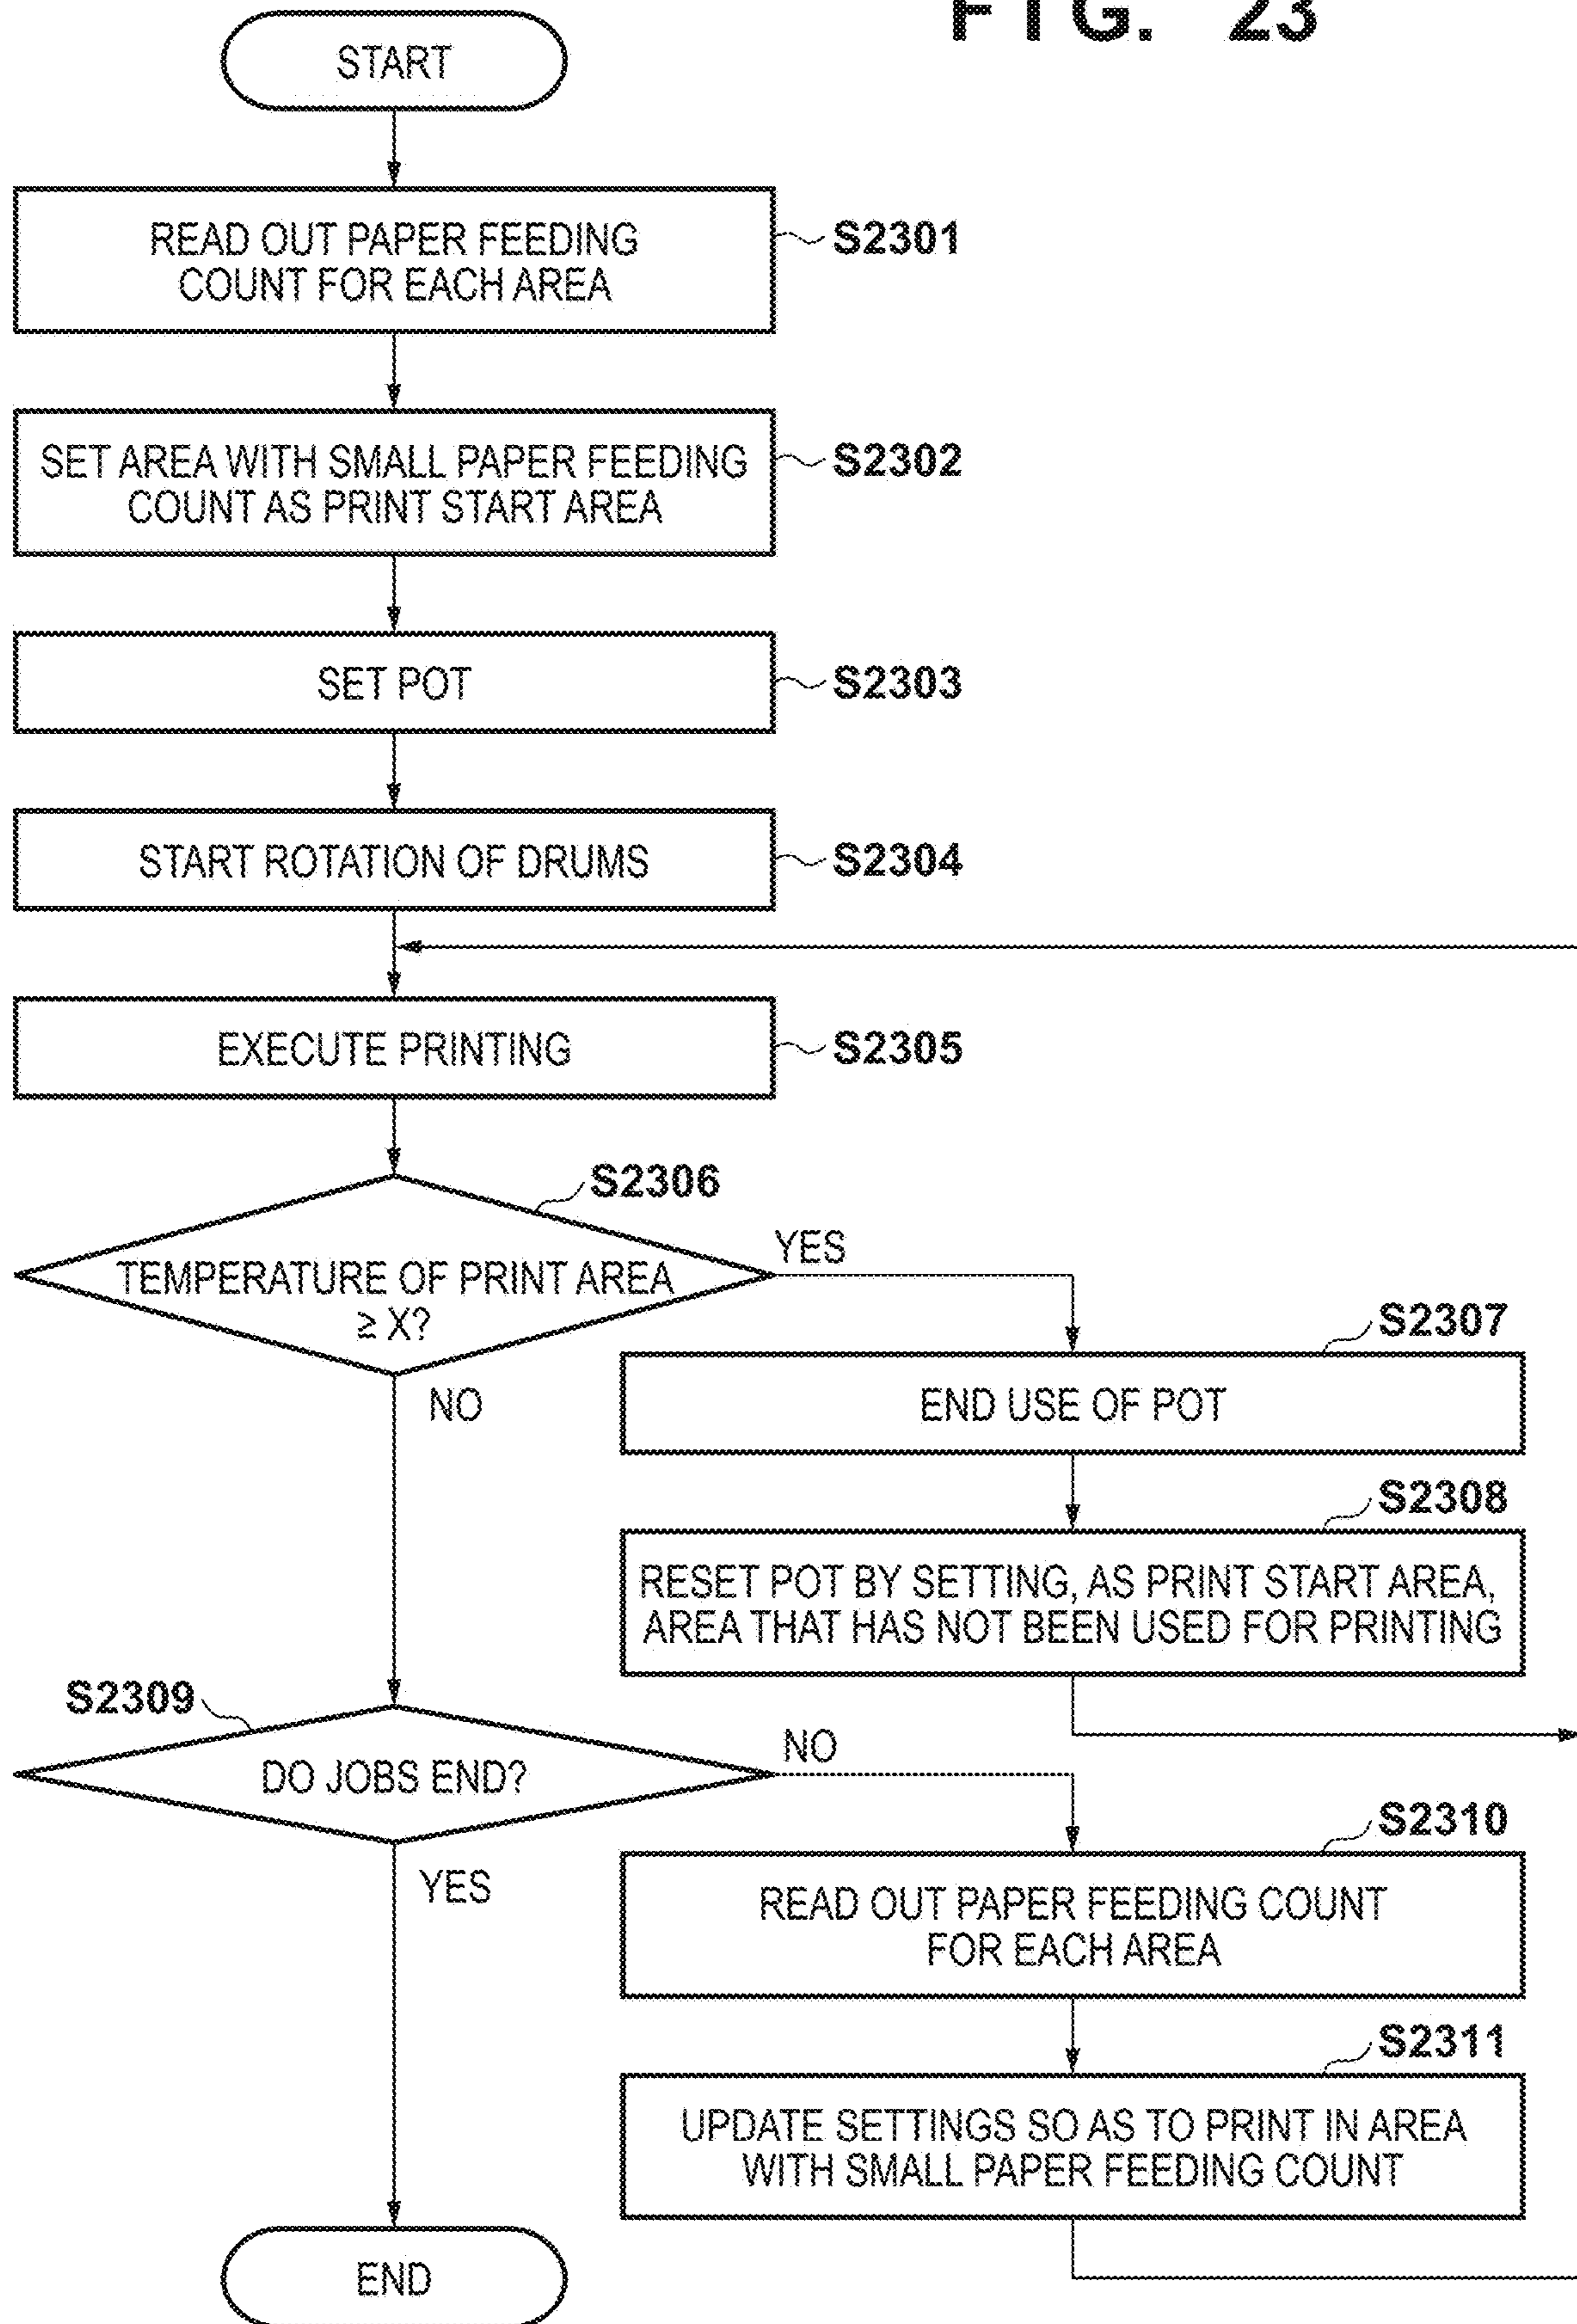 FIG. 23
START
READ OUT PAPER FEEDING
COUNT FOR EACH AREA
S2301
SET AREA WITH SMALL PAPER FEEDING
COUNT AS PRINT START AREA
S2302
SET POT
S2303
START ROTATION OF DRUMS
S2304
EXECUTE PRINTING
S2305
S2306
TEMPERATURE OF PRINT AREA
≥ X?
YES
NO
S2307
END USE OF POT
S2308
RESET POT BY SETTING, AS PRINT START AREA,
AREA THAT HAS NOT BEEN USED FOR PRINTING
S2309
DO JOBS END?
NO
YES
S2310
READ OUT PAPER FEEDING COUNT
FOR EACH AREA
S2311
UPDATE SETTINGS SO AS TO PRINT IN AREA
WITH SMALL PAPER FEEDING COUNT
END